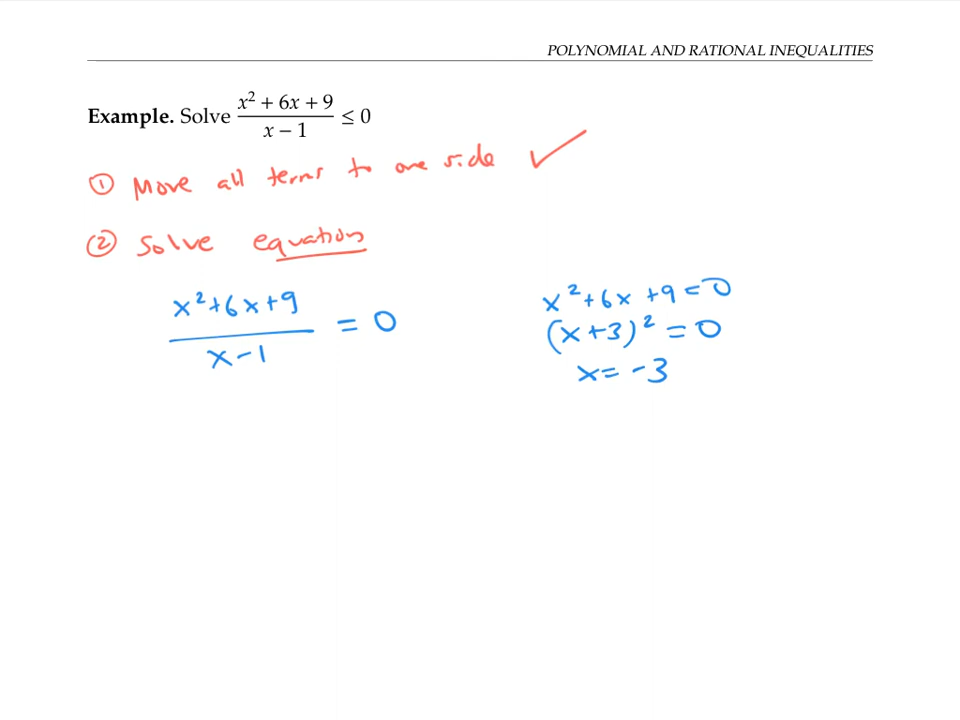 POLYNOMIAL AND RATIONAL INEQUALITIES
Example. Solve (x² + 6x + 9)/(x − 1) ≤ 0
① Move all terms to one side ✓
② Solve equation
(x²+6x+9)/(x−1) = 0
x²+6x+9=0
(x+3)² = 0
x= −3